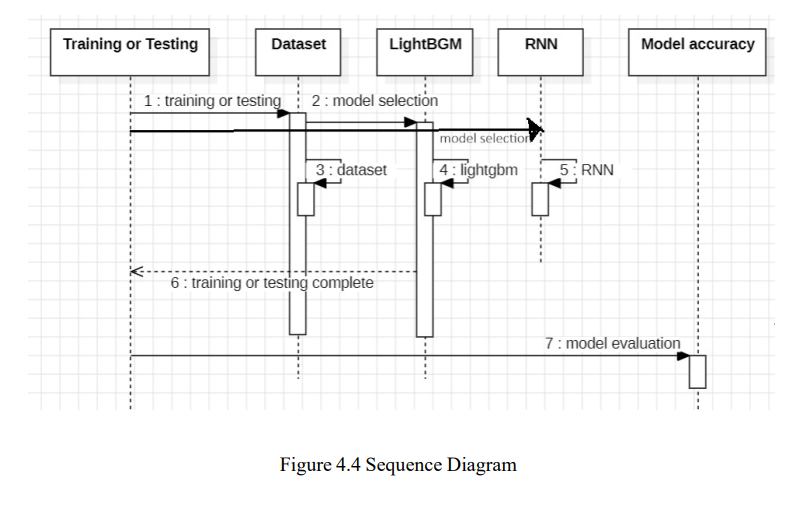 Training or Testing
Dataset
LightBGM
RNN
Model accuracy
1 : training or testing
2 : model selection
model selection
3 : dataset
4 : lightgbm
5 : RNN
6 : training or testing complete
7 : model evaluation
Figure 4.4 Sequence Diagram